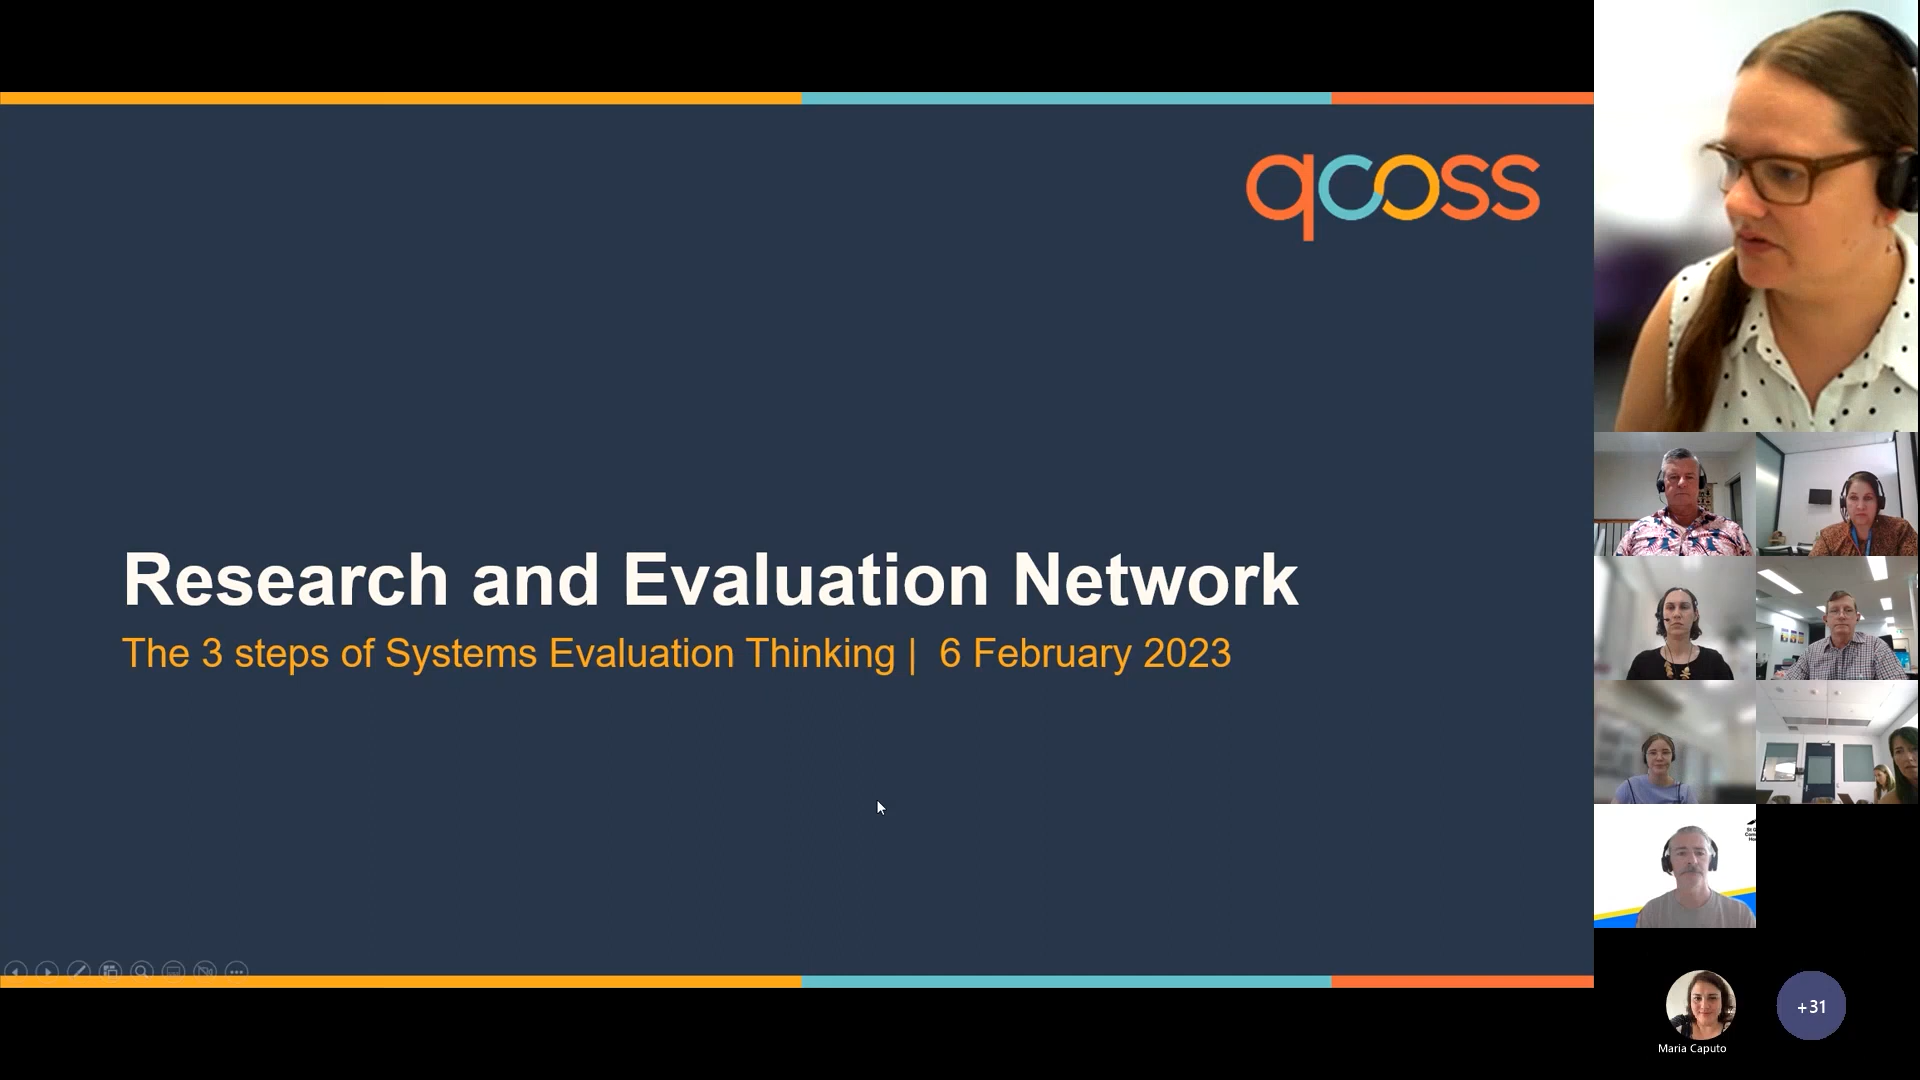 qcoss
Research and Evaluation Network
The 3 steps of Systems Evaluation Thinking | 6 February 2023
Maria Caputo
+31